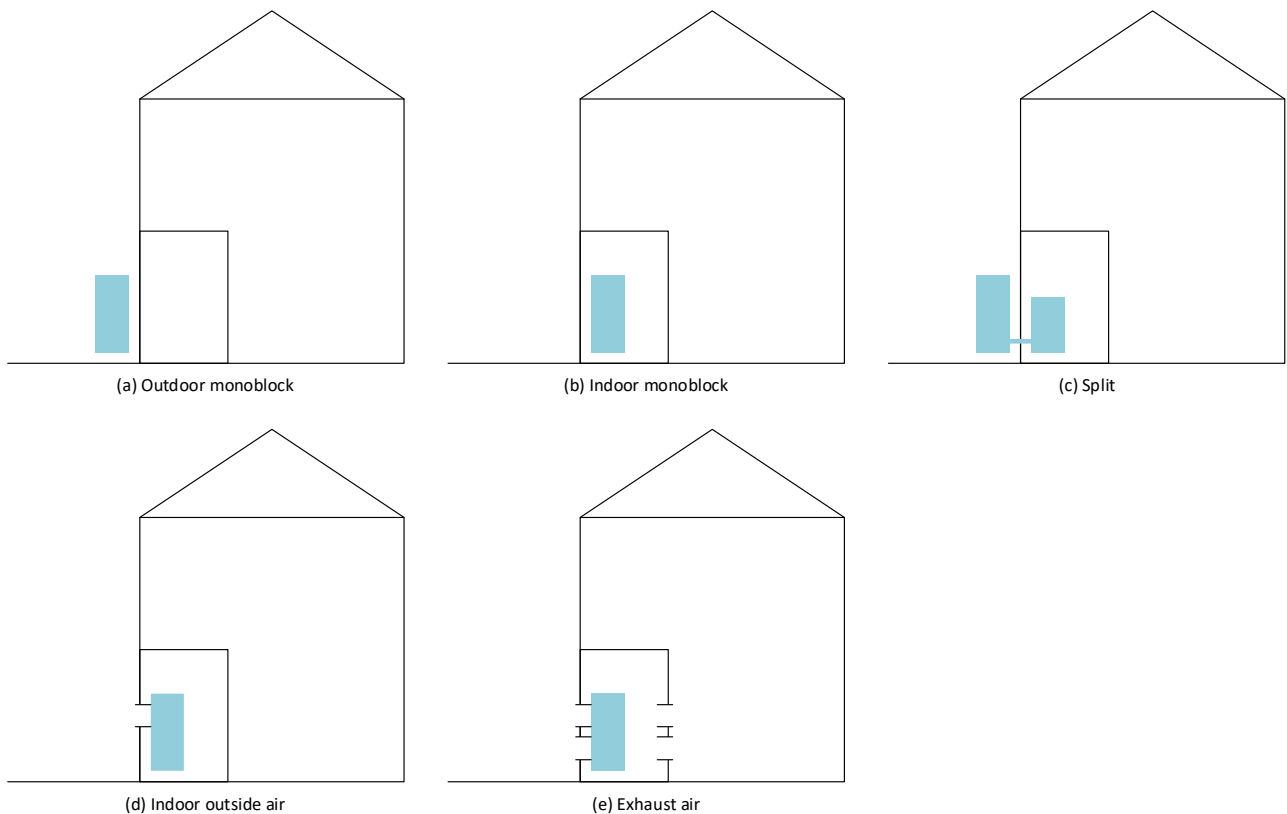 (a) Outdoor monoblock
(b) Indoor monoblock
(c) Split
(d) Indoor outside air
(e) Exhaust air